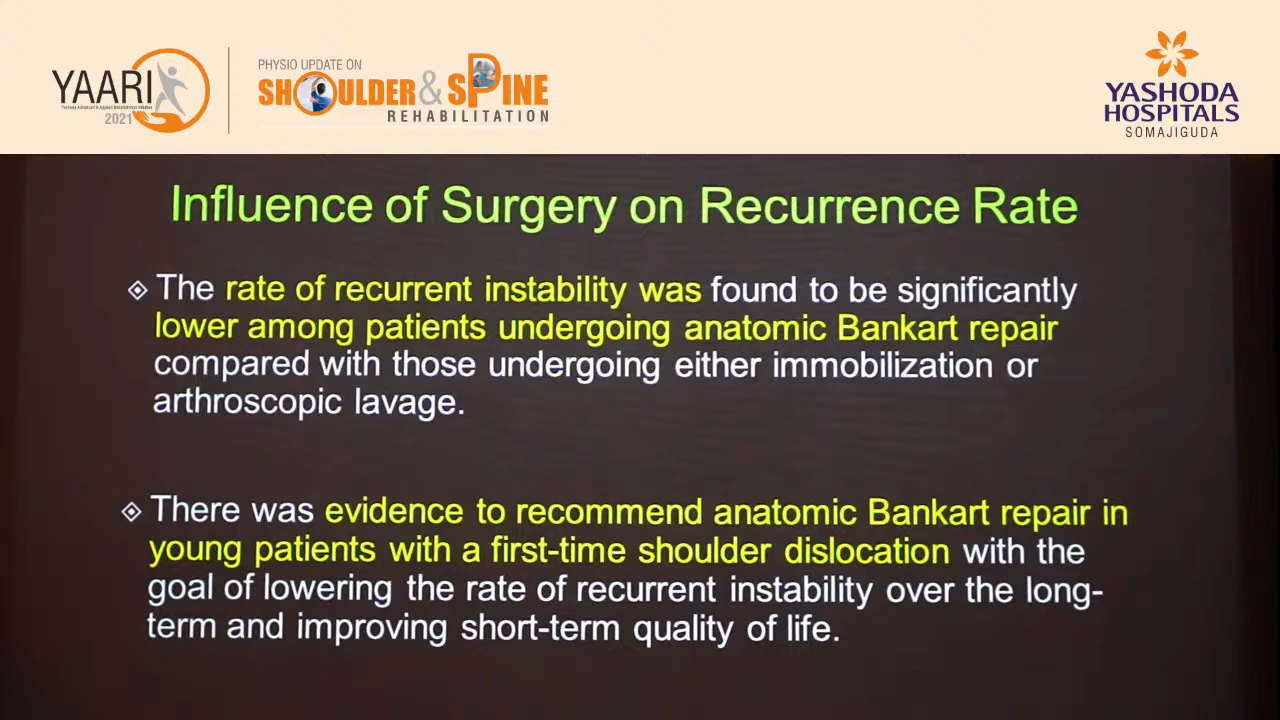 YAARI
2021
PHYSIO UPDATE ON
SHOULDER & SPINE
REHABILITATION
YASHODA
HOSPITALS
SOMAJIGUDA
Influence of Surgery on Recurrence Rate
The rate of recurrent instability was found to be significantly
lower among patients undergoing anatomic Bankart repair
compared with those undergoing either immobilization or
arthroscopic lavage.
There was evidence to recommend anatomic Bankart repair in
young patients with a first-time shoulder dislocation with the
goal of lowering the rate of recurrent instability over the long-
term and improving short-term quality of life.